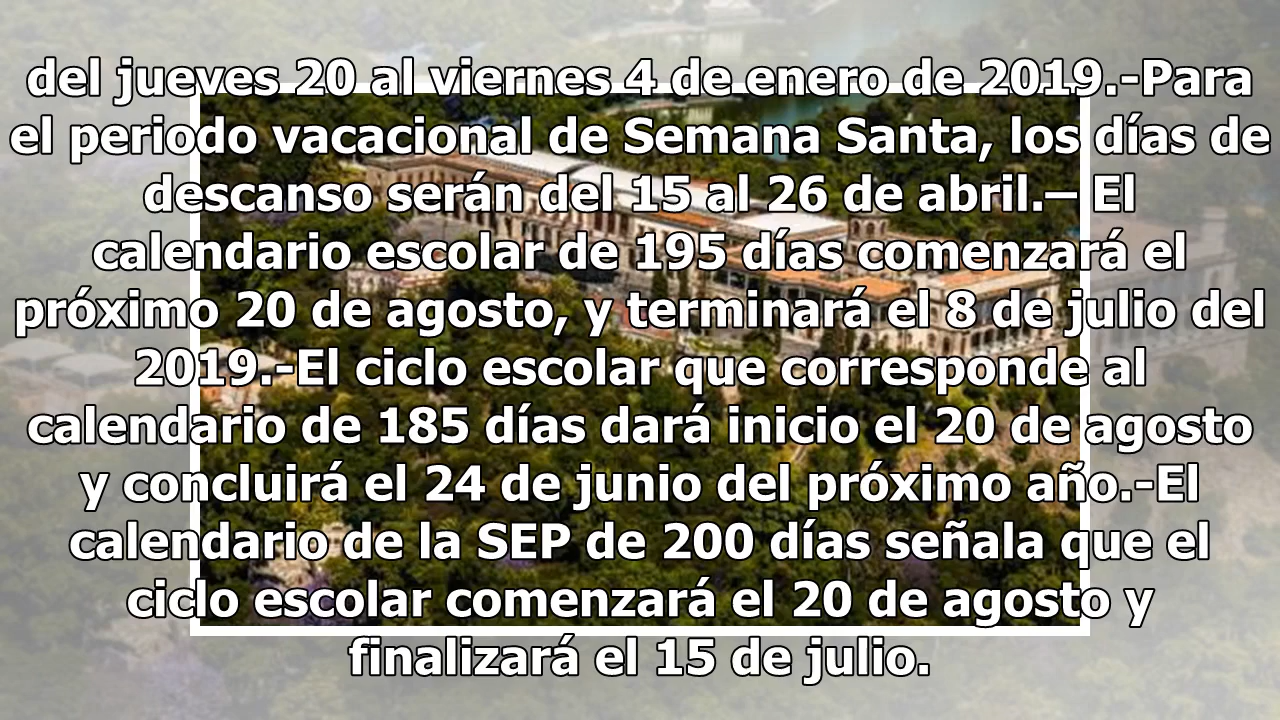 del jueves 20 al viernes 4 de enero de 2019.-Para
el periodo vacacional de Semana Santa, los días de
descanso serán del 15 al 26 de abril.– El
calendario escolar de 195 días comenzará el
próximo 20 de agosto, y terminará el 8 de julio del
2019.-El ciclo escolar que corresponde al
calendario de 185 días dará inicio el 20 de agosto
y concluirá el 24 de junio del próximo año.-El
calendario de la SEP de 200 días señala que el
ciclo escolar comenzará el 20 de agosto y
finalizará el 15 de julio.